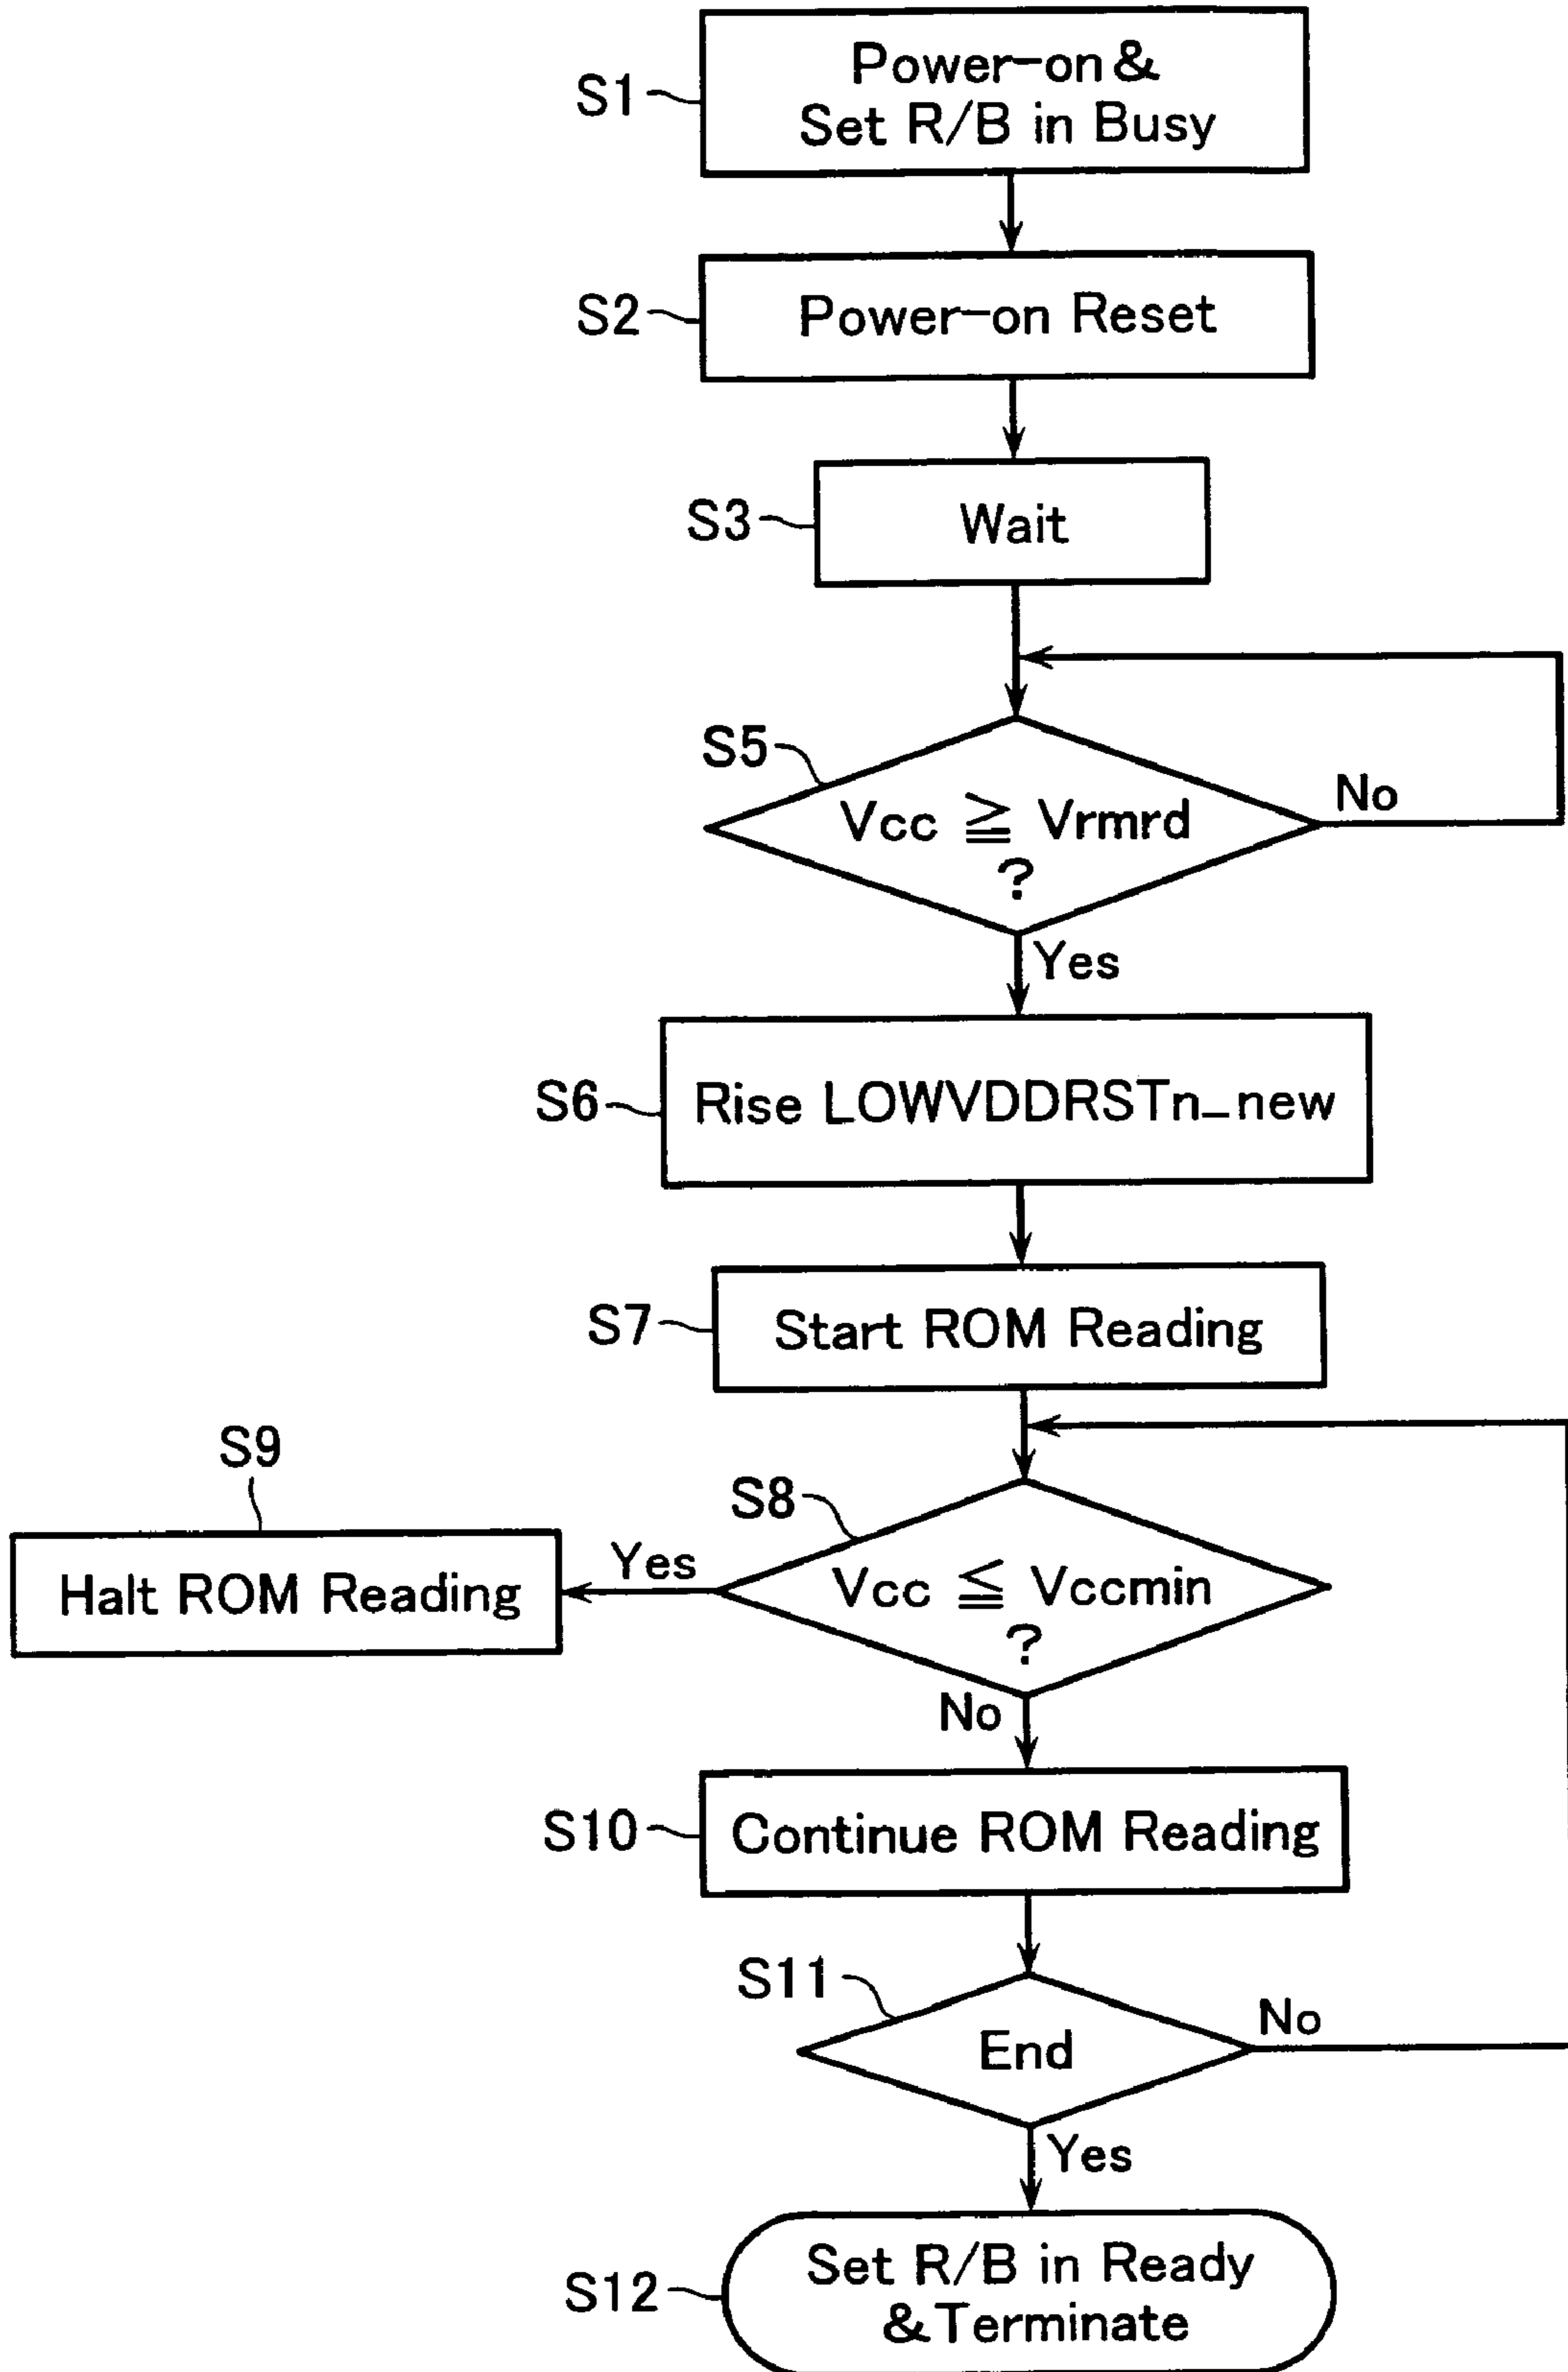 S1
Power-on &
Set R/B in Busy
S2
Power-on Reset
S3
Wait
S5
Vcc ≧ Vrmrd
?
No
Yes
S6
Rise LOWVDDRSTn_new
S7
Start ROM Reading
S9
Halt ROM Reading
Yes
S8
Vcc ≦ Vccmin
?
No
S10
Continue ROM Reading
S11
End
No
Yes
S12
Set R/B in Ready
&Terminate